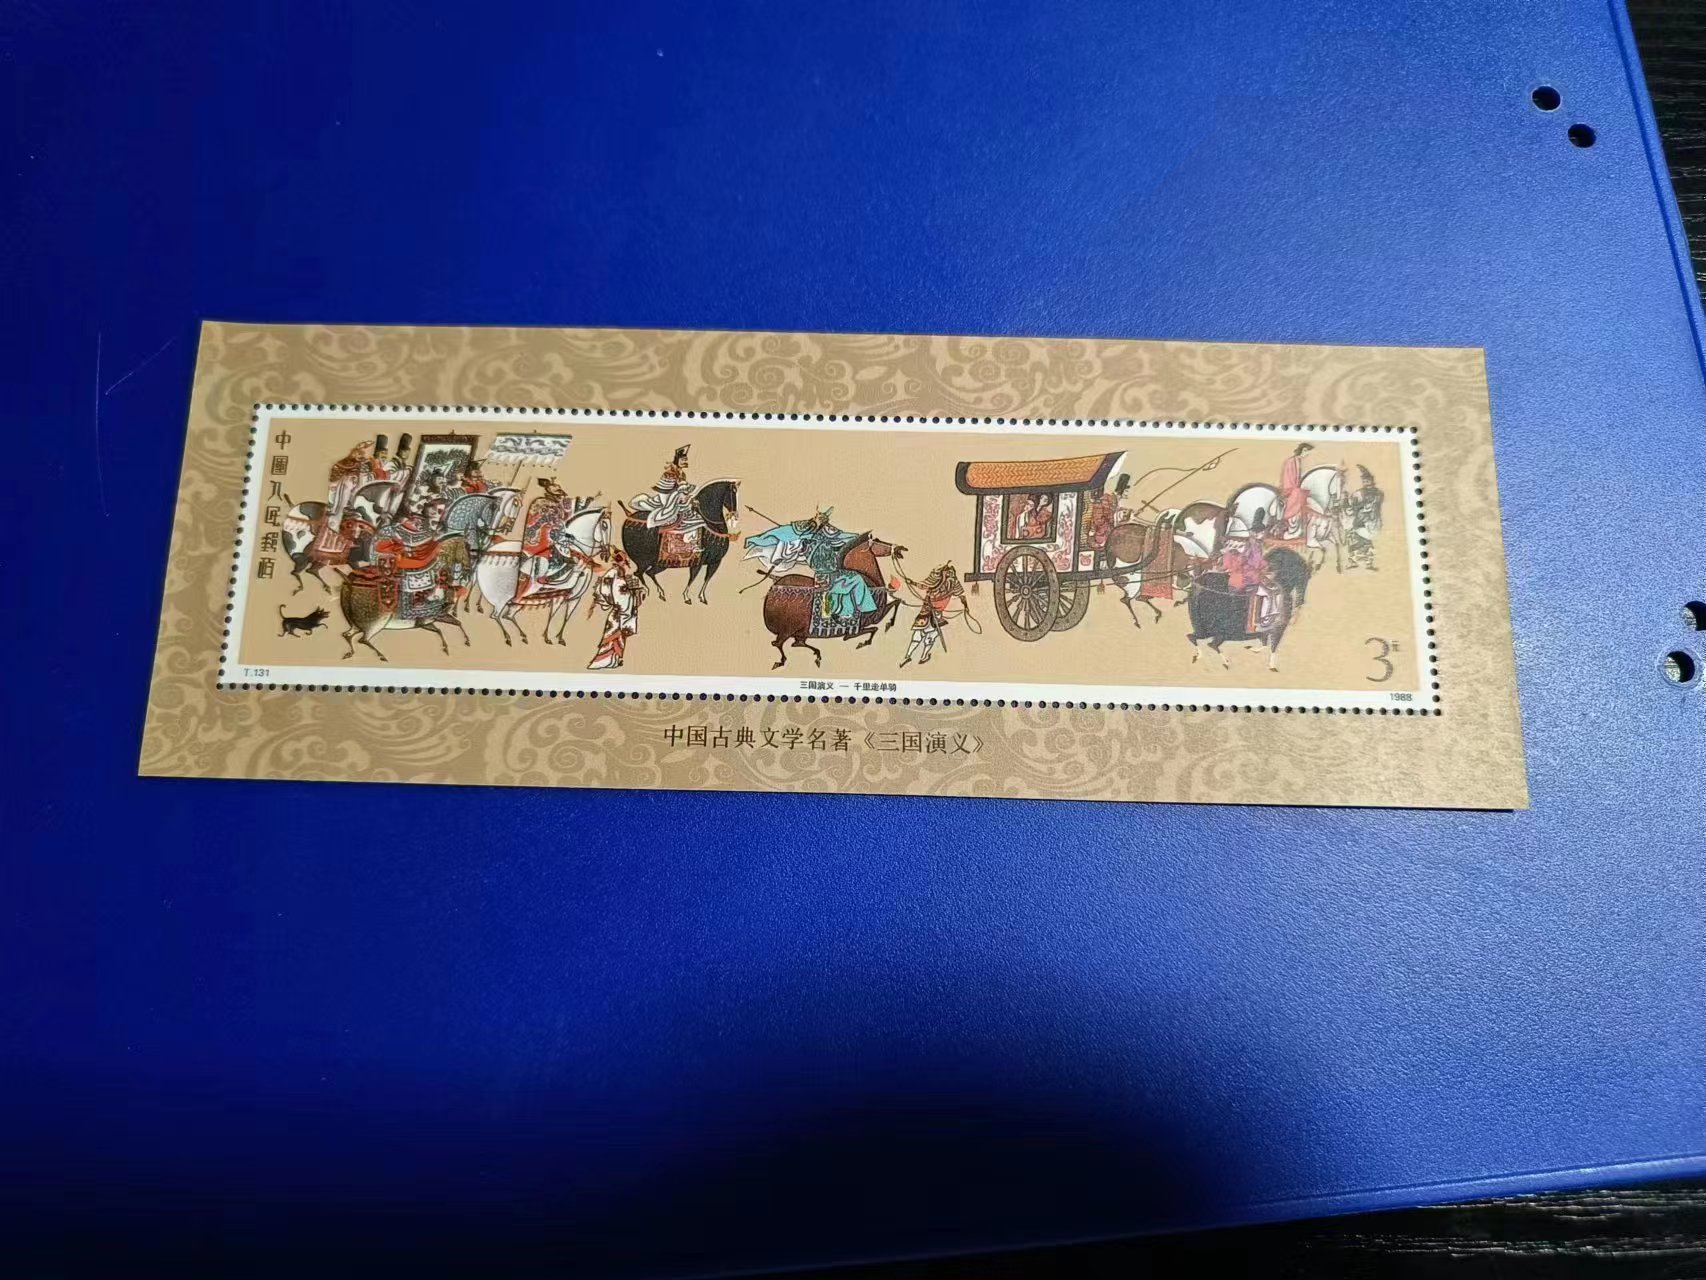 中國人民郵政
T.131
三国演义 — 千里走单骑
3元
1988
中国古典文学名著《三国演义》